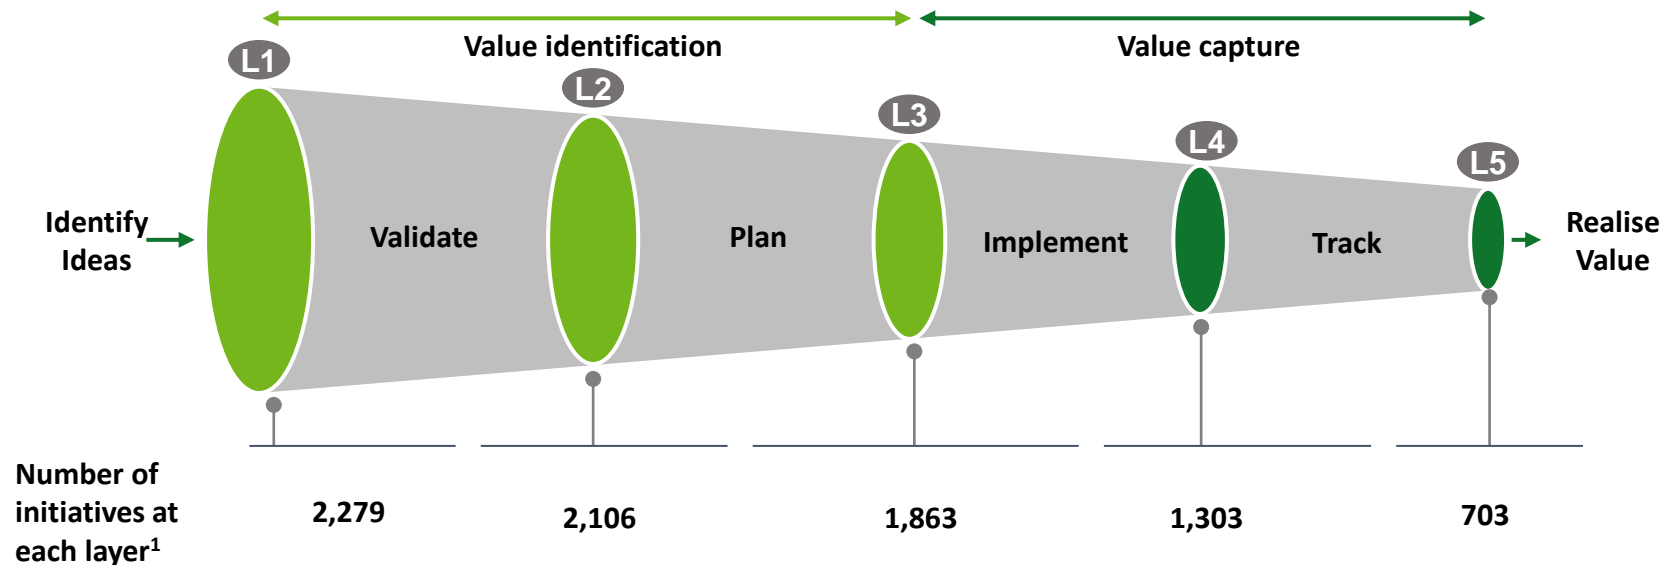 Value identification
Value capture
L1
L2
L3
L4
L5
Identify
Ideas
Validate
Plan
Implement
Track
Realise
Value
Number of
initiatives at
each layer1
2,279
2,106
1,863
1,303
703